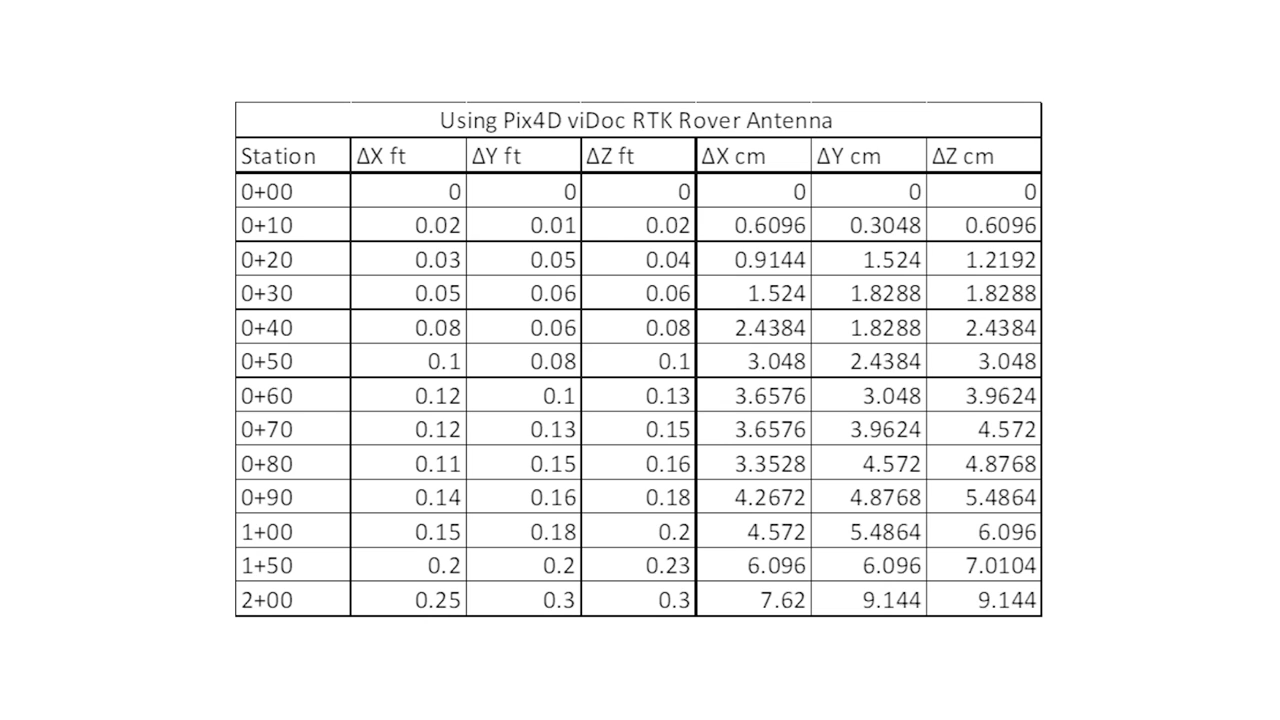 Using Pix4D viDoc RTK Rover Antenna
Station ΔX ft ΔY ft ΔZ ft ΔX cm ΔY cm ΔZ cm
0+00 0 0 0 0 0 0
0+10 0.02 0.01 0.02 0.6096 0.3048 0.6096
0+20 0.03 0.05 0.04 0.9144 1.524 1.2192
0+30 0.05 0.06 0.06 1.524 1.8288 1.8288
0+40 0.08 0.06 0.08 2.4384 1.8288 2.4384
0+50 0.1 0.08 0.1 3.048 2.4384 3.048
0+60 0.12 0.1 0.13 3.6576 3.048 3.9624
0+70 0.12 0.13 0.15 3.6576 3.9624 4.572
0+80 0.11 0.15 0.16 3.3528 4.572 4.8768
0+90 0.14 0.16 0.18 4.2672 4.8768 5.4864
1+00 0.15 0.18 0.2 4.572 5.4864 6.096
1+50 0.2 0.2 0.23 6.096 6.096 7.0104
2+00 0.25 0.3 0.3 7.62 9.144 9.144